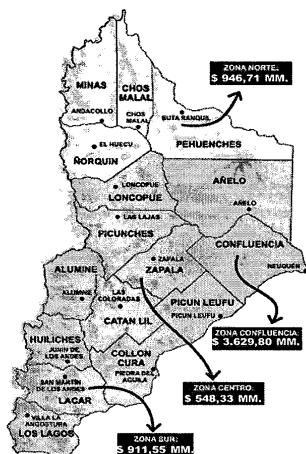 ZONA NORTE:
$ 946,71 MM.
MINAS
CHOS
MALAL
ANDACOLLO
CHOS
MALAL
BUTA RANQUIL
EL HUECU
ÑORQUIN
PEHUENCHES
LONCOPUE
LONCOPUE
AÑELO
LAS LAJAS
AÑELO
PICUNCHES
CONFLUENCIA
ALUMINE
ZAPALA
ZAPALA
NEUQUEN
ALUMINE
LAS
COLORADAS
PICUN LEUFU
CATAN LIL
PICUN LEUFU
HUILICHES
ZONA CONFLUENCIA:
$ 3.629,80 MM.
JUNIN DE
LOS ANDES
COLLON
CURA
PIEDRA DEL
AGUILA
SAN MARTIN
DE LOS ANDES
ZONA CENTRO:
$ 548,33 MM.
LACAR
VILLA LA
ANGOSTURA
LOS LAGOS
ZONA SUR:
$ 911,55 MM.